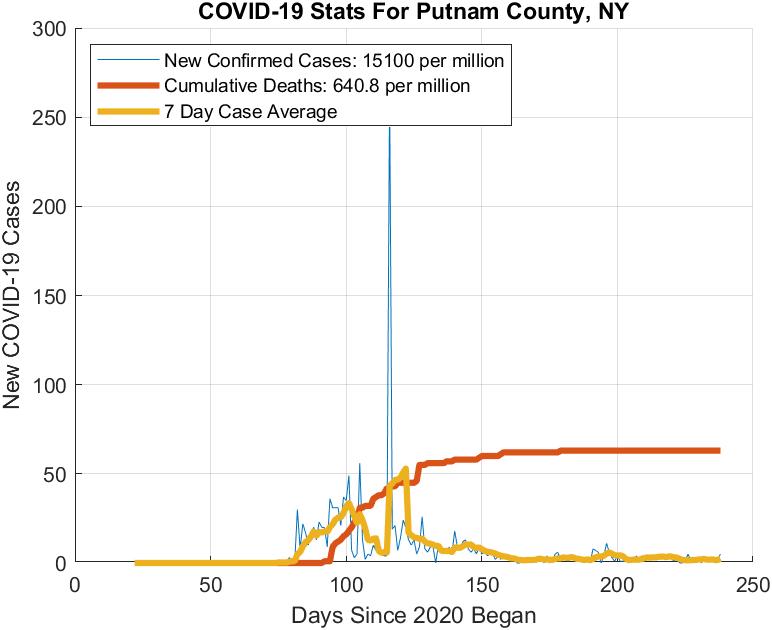 COVID-19 Stats For Putnam County, NY
New Confirmed Cases: 15100 per million
Cumulative Deaths: 640.8 per million
7 Day Case Average
New COVID-19 Cases
300
250
200
150
100
50
0
0 50 100 150 200 250
Days Since 2020 Began